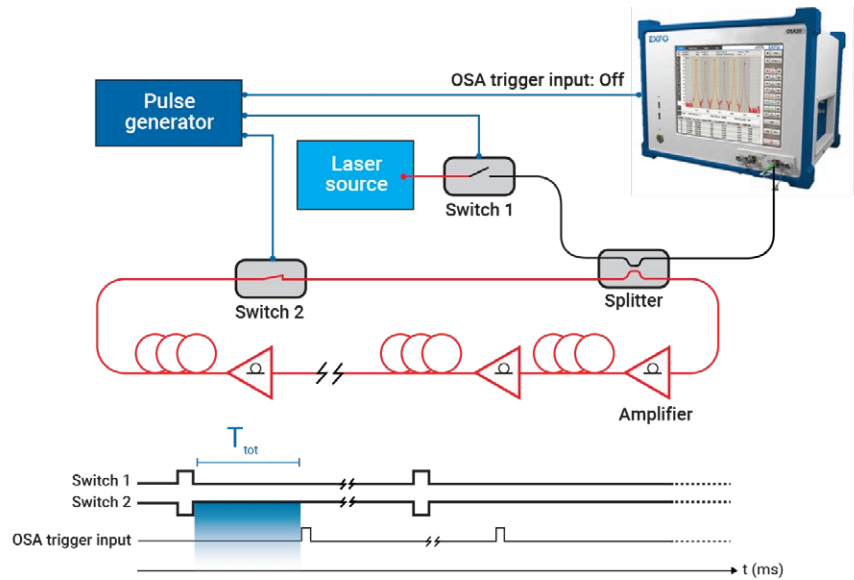 EXFO
OSA20
OSA trigger input: Off
Pulse
generator
Laser
source
Switch 1
Switch 2
Splitter
Amplifier
T tot
Switch 1
Switch 2
OSA trigger input
t (ms)